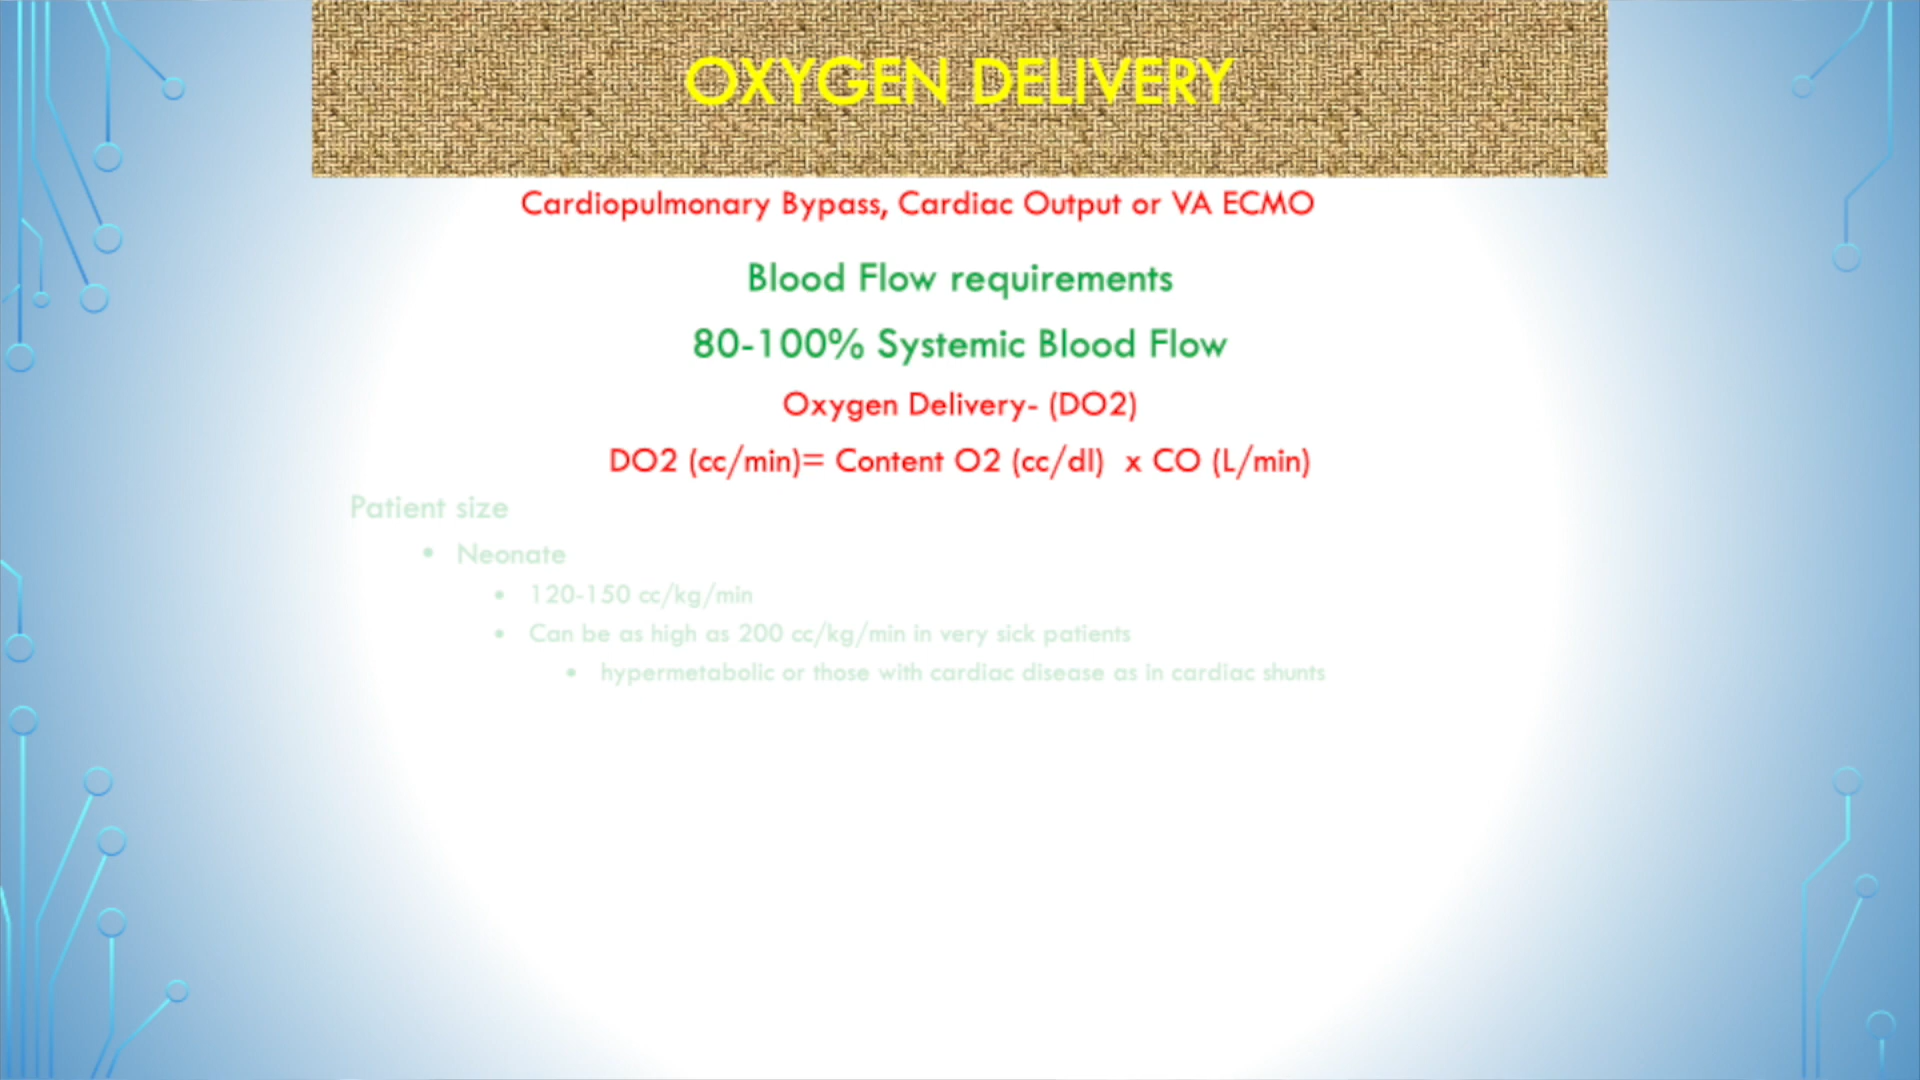 OXYGEN DELIVERY
Cardiopulmonary Bypass, Cardiac Output or VA ECMO
Blood Flow requirements
80-100% Systemic Blood Flow
Oxygen Delivery- (DO2)
DO2 (cc/min)= Content O2 (cc/dl) x CO (L/min)
Patient size
• Neonate
• 120-150 cc/kg/min
• Can be as high as 200 cc/kg/min in very sick patients
• hypermetabolic or those with cardiac disease as in cardiac shunts